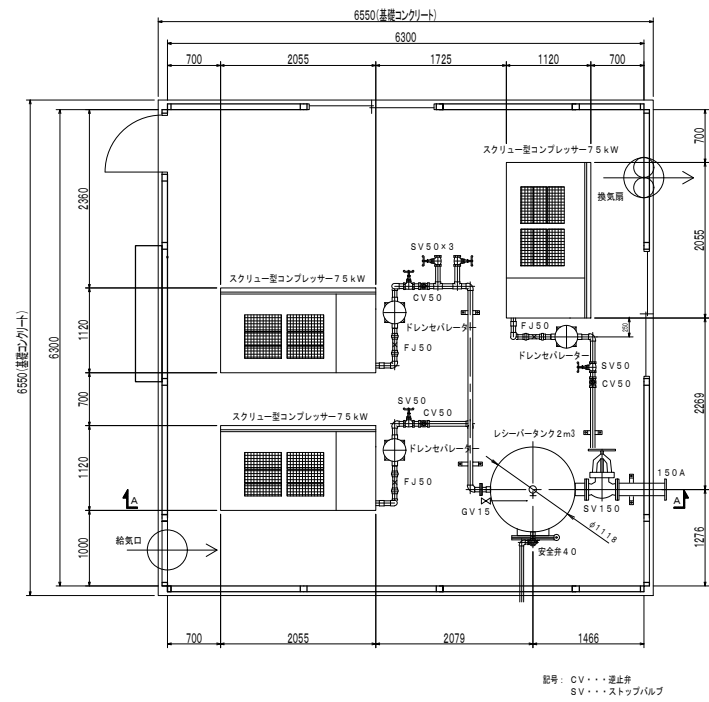 6550(基礎コンクリート)
6300
700
2055
1725
1120
700
スクリュー型コンプレッサー75kW
換気扇
700
2055
2269
1276
6550(基礎コンクリート)
6300
2360
1120
700
1120
1000
SV50×3
スクリュー型コンプレッサー75kW
CV50
ドレンセパレーター
FJ50
FJ50
250
ドレンセパレーター
SV50
CV50
SV50
CV50
スクリュー型コンプレッサー75kW
ドレンセパレーター
FJ50
レシーバータンク2m3
150A
A
A
GV15
SV150
φ1118
給気口
安全弁40
700
2055
2079
1466
記号: CV・・・逆止弁
SV・・・ストップバルブ